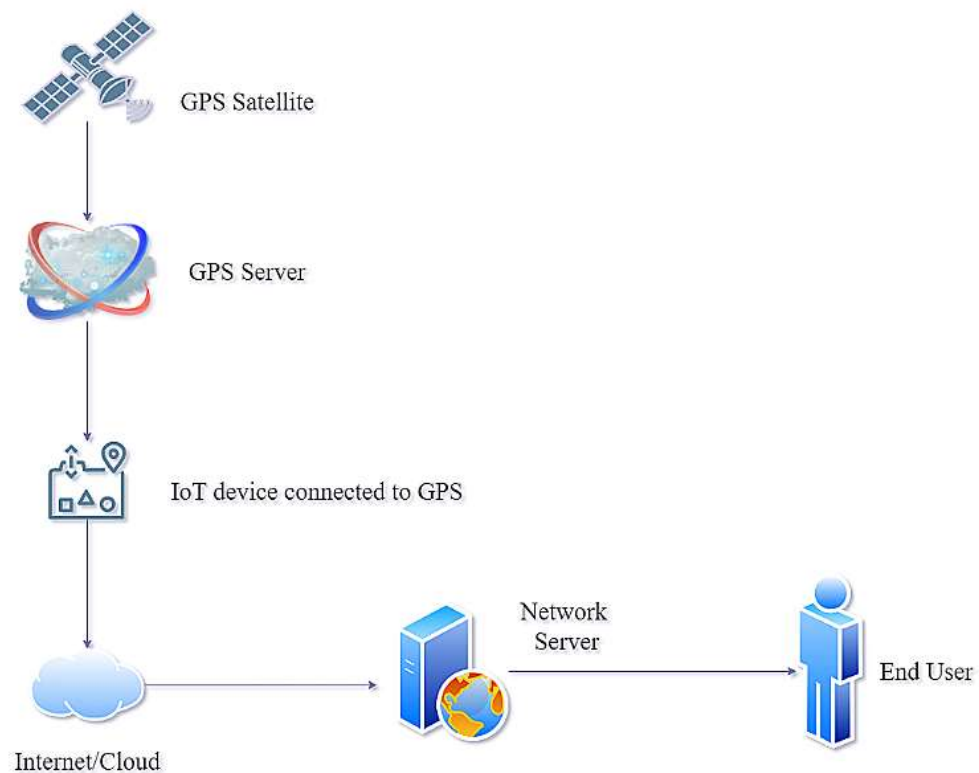 GPS Satellite
GPS Server
IoT device connected to GPS
Network
Server
End User
Internet/Cloud